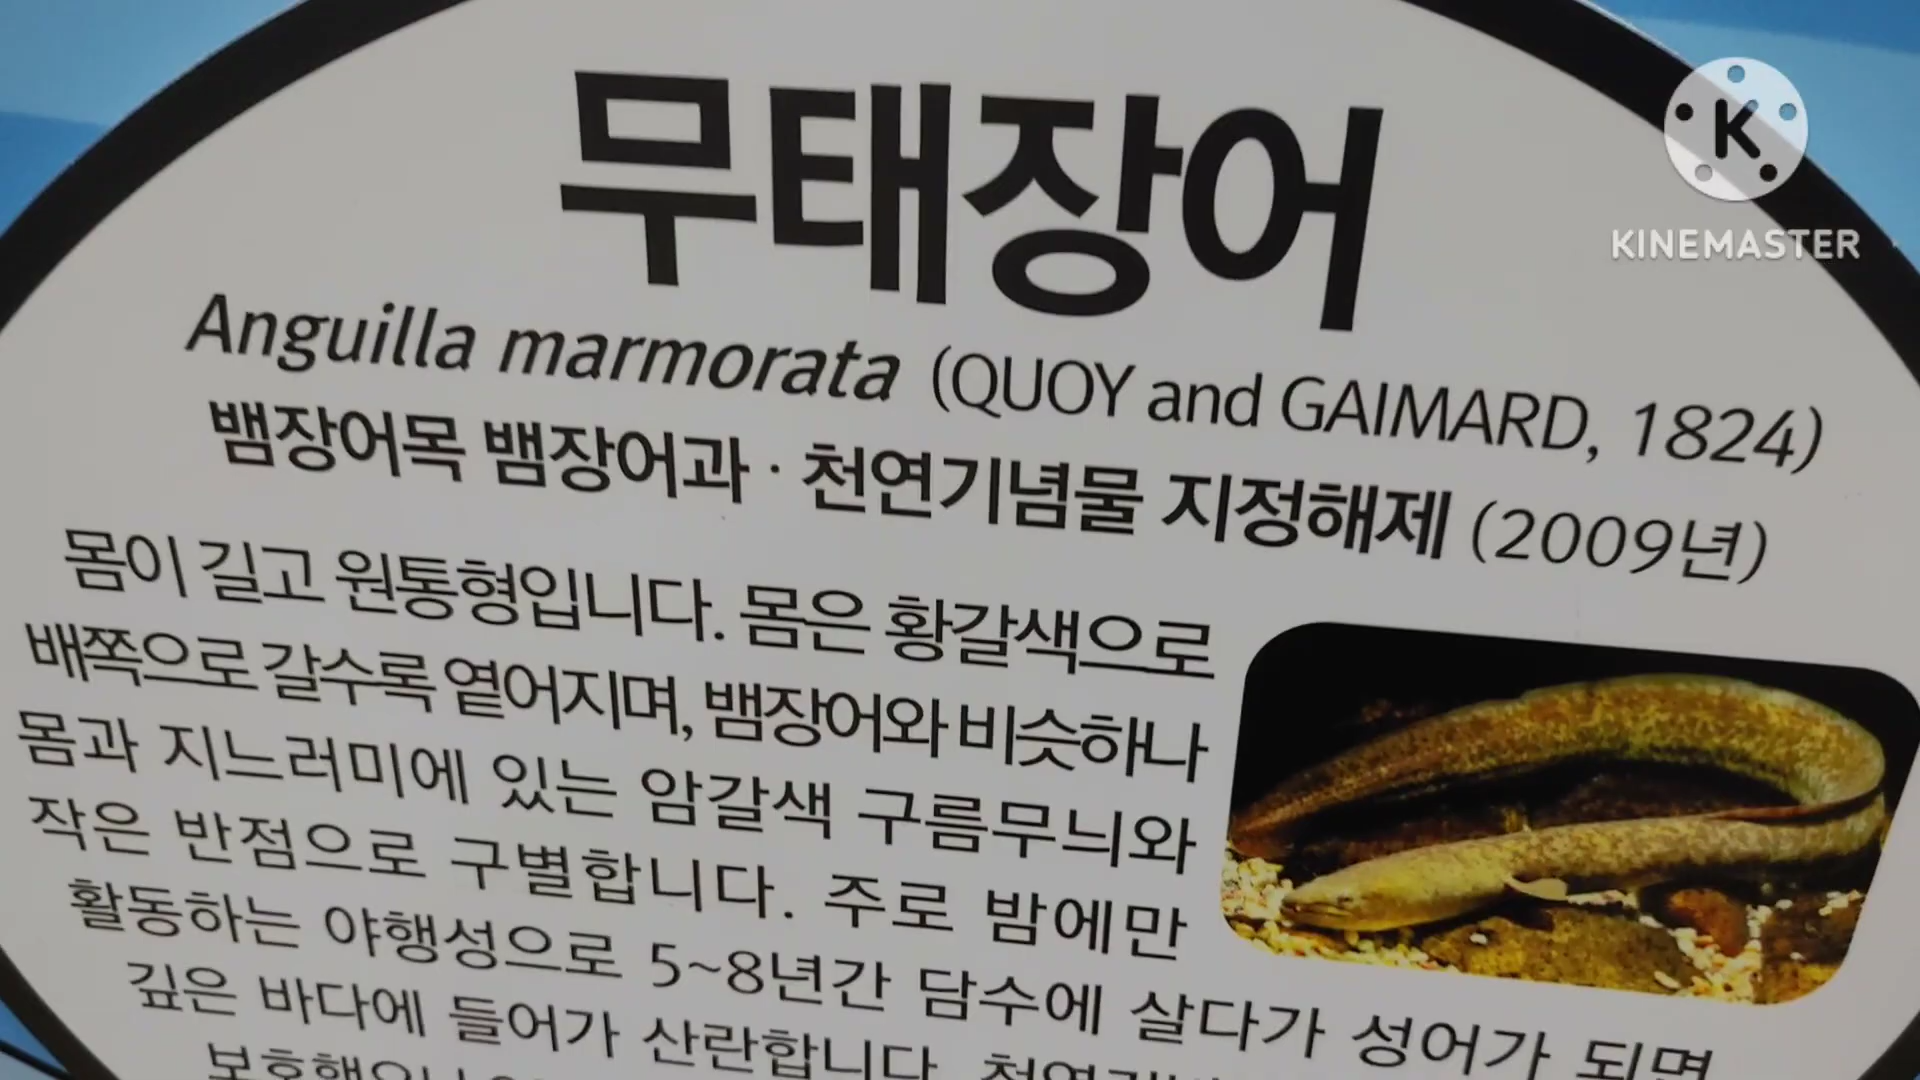 무태장어
Anguilla marmorata (QUOY and GAIMARD, 1824)
뱀장어목 뱀장어과 · 천연기념물 지정해제 (2009년)
몸이 길고 원통형입니다. 몸은 황갈색으로
배쪽으로 갈수록 옅어지며, 뱀장어와 비슷하나
몸과 지느러미에 있는 암갈색 구름무늬와
작은 반점으로 구별합니다. 주로 밤에만
활동하는 야행성으로 5~8년간 담수에 살다가 성어가 되면
깊은 바다에 들어가 산란합니다.
K
KINEMASTER